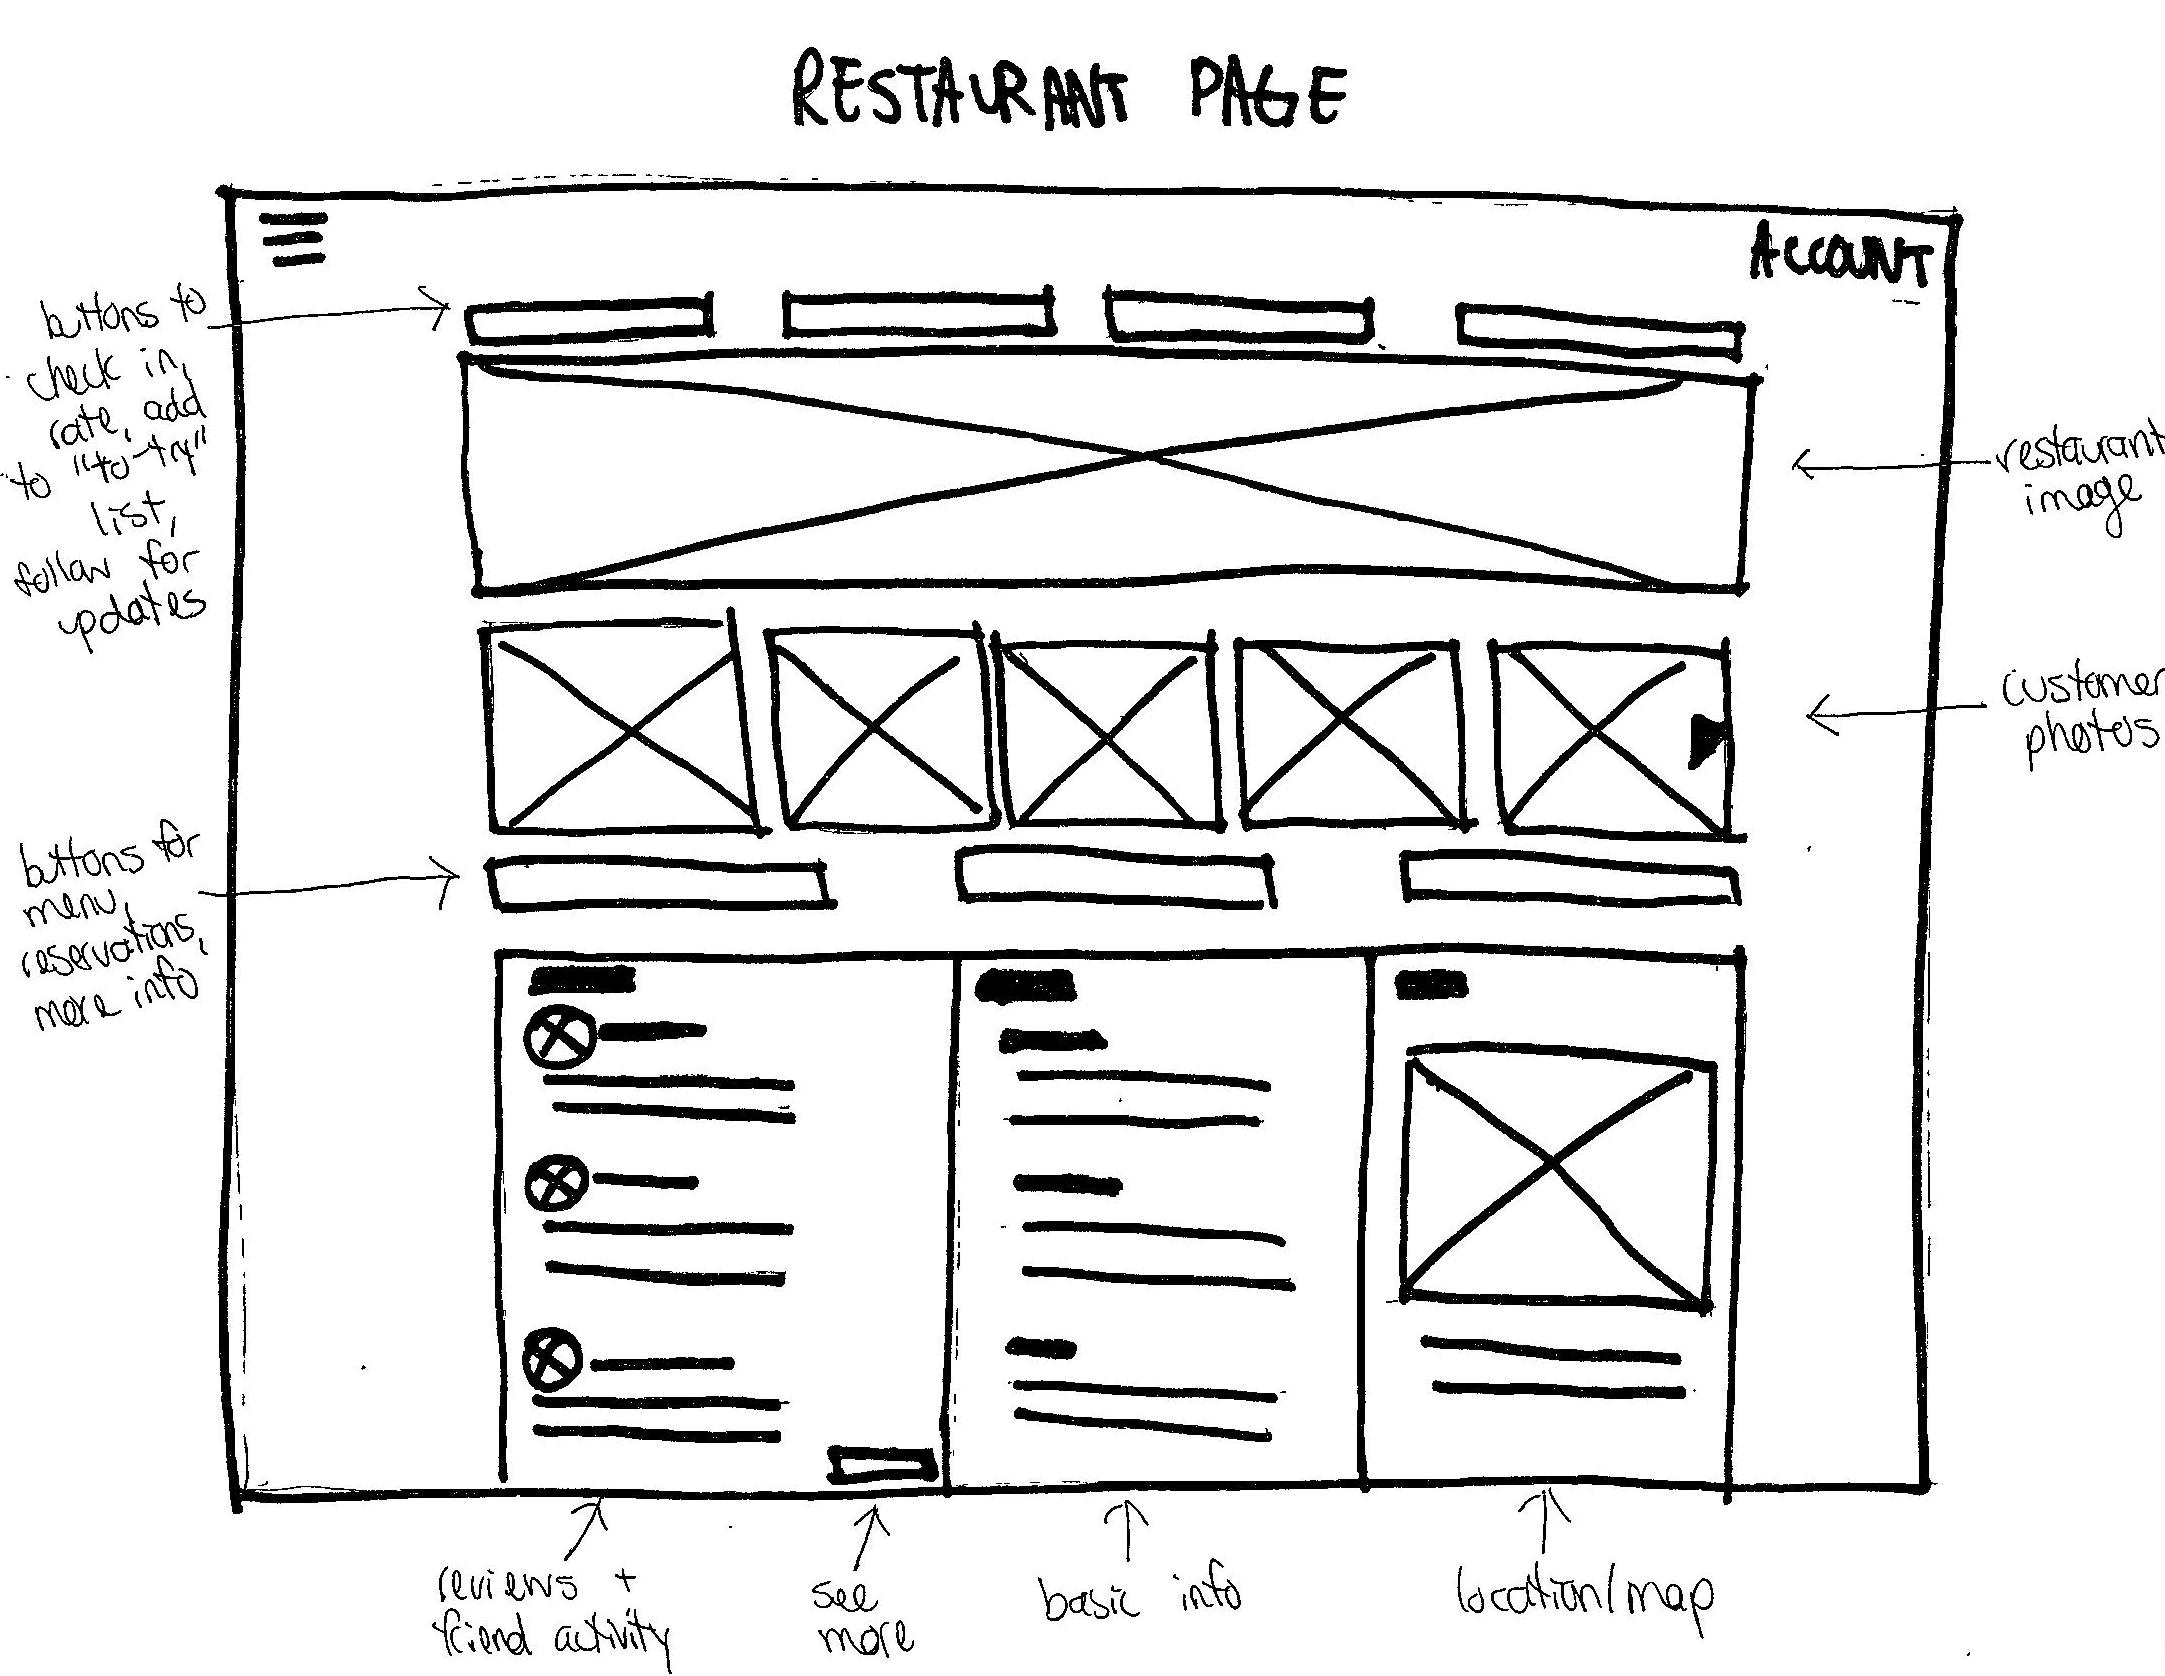 RESTAURANT PAGE
ACCOUNT
buttons to
check in,
rate, add
to "to-try"
list,
follow for
updates
restaurant
image
customer
photos
buttons for
menu,
reservations,
more info
reviews +
friend activity
see
more
basic info
location/map